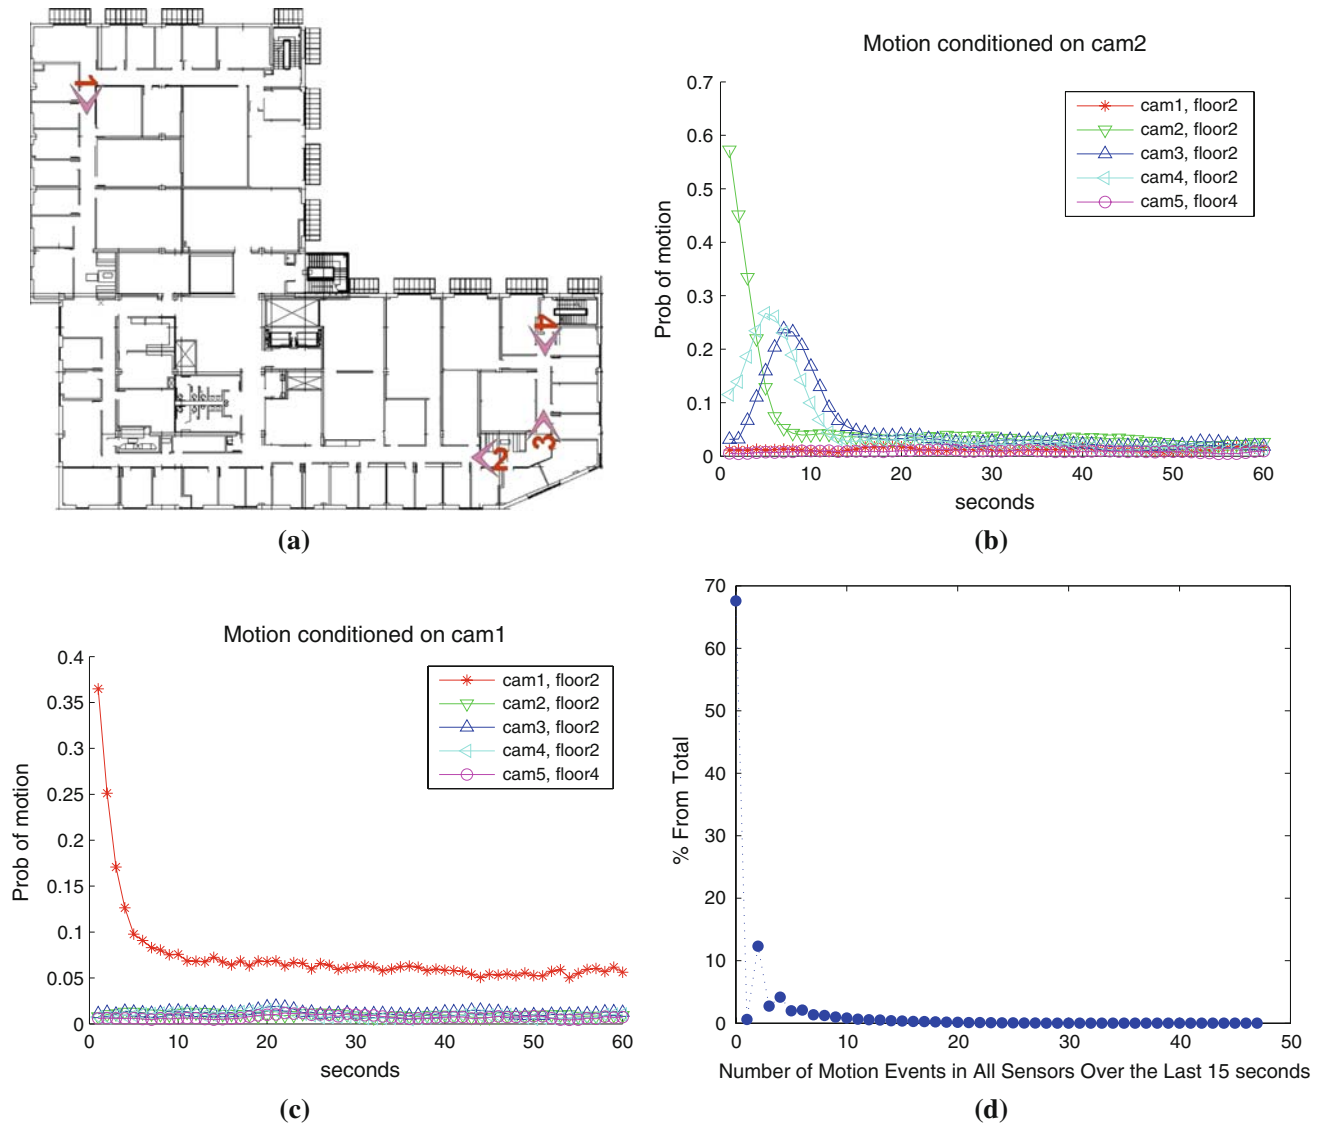 1
4
3
2
(a)
Motion conditioned on cam2
0.7
0.6
0.5
0.4
0.3
0.2
0.1
0
Prob of motion
cam1, floor2
cam2, floor2
cam3, floor2
cam4, floor2
cam5, floor4
0 10 20 30 40 50 60
seconds
(b)
Motion conditioned on cam1
0.4
0.35
0.3
0.25
0.2
0.15
0.1
0.05
0
Prob of motion
cam1, floor2
cam2, floor2
cam3, floor2
cam4, floor2
cam5, floor4
0 10 20 30 40 50 60
seconds
(c)
70
60
50
40
30
20
10
0
% From Total
0 10 20 30 40 50
Number of Motion Events in All Sensors Over the Last 15 seconds
(d)